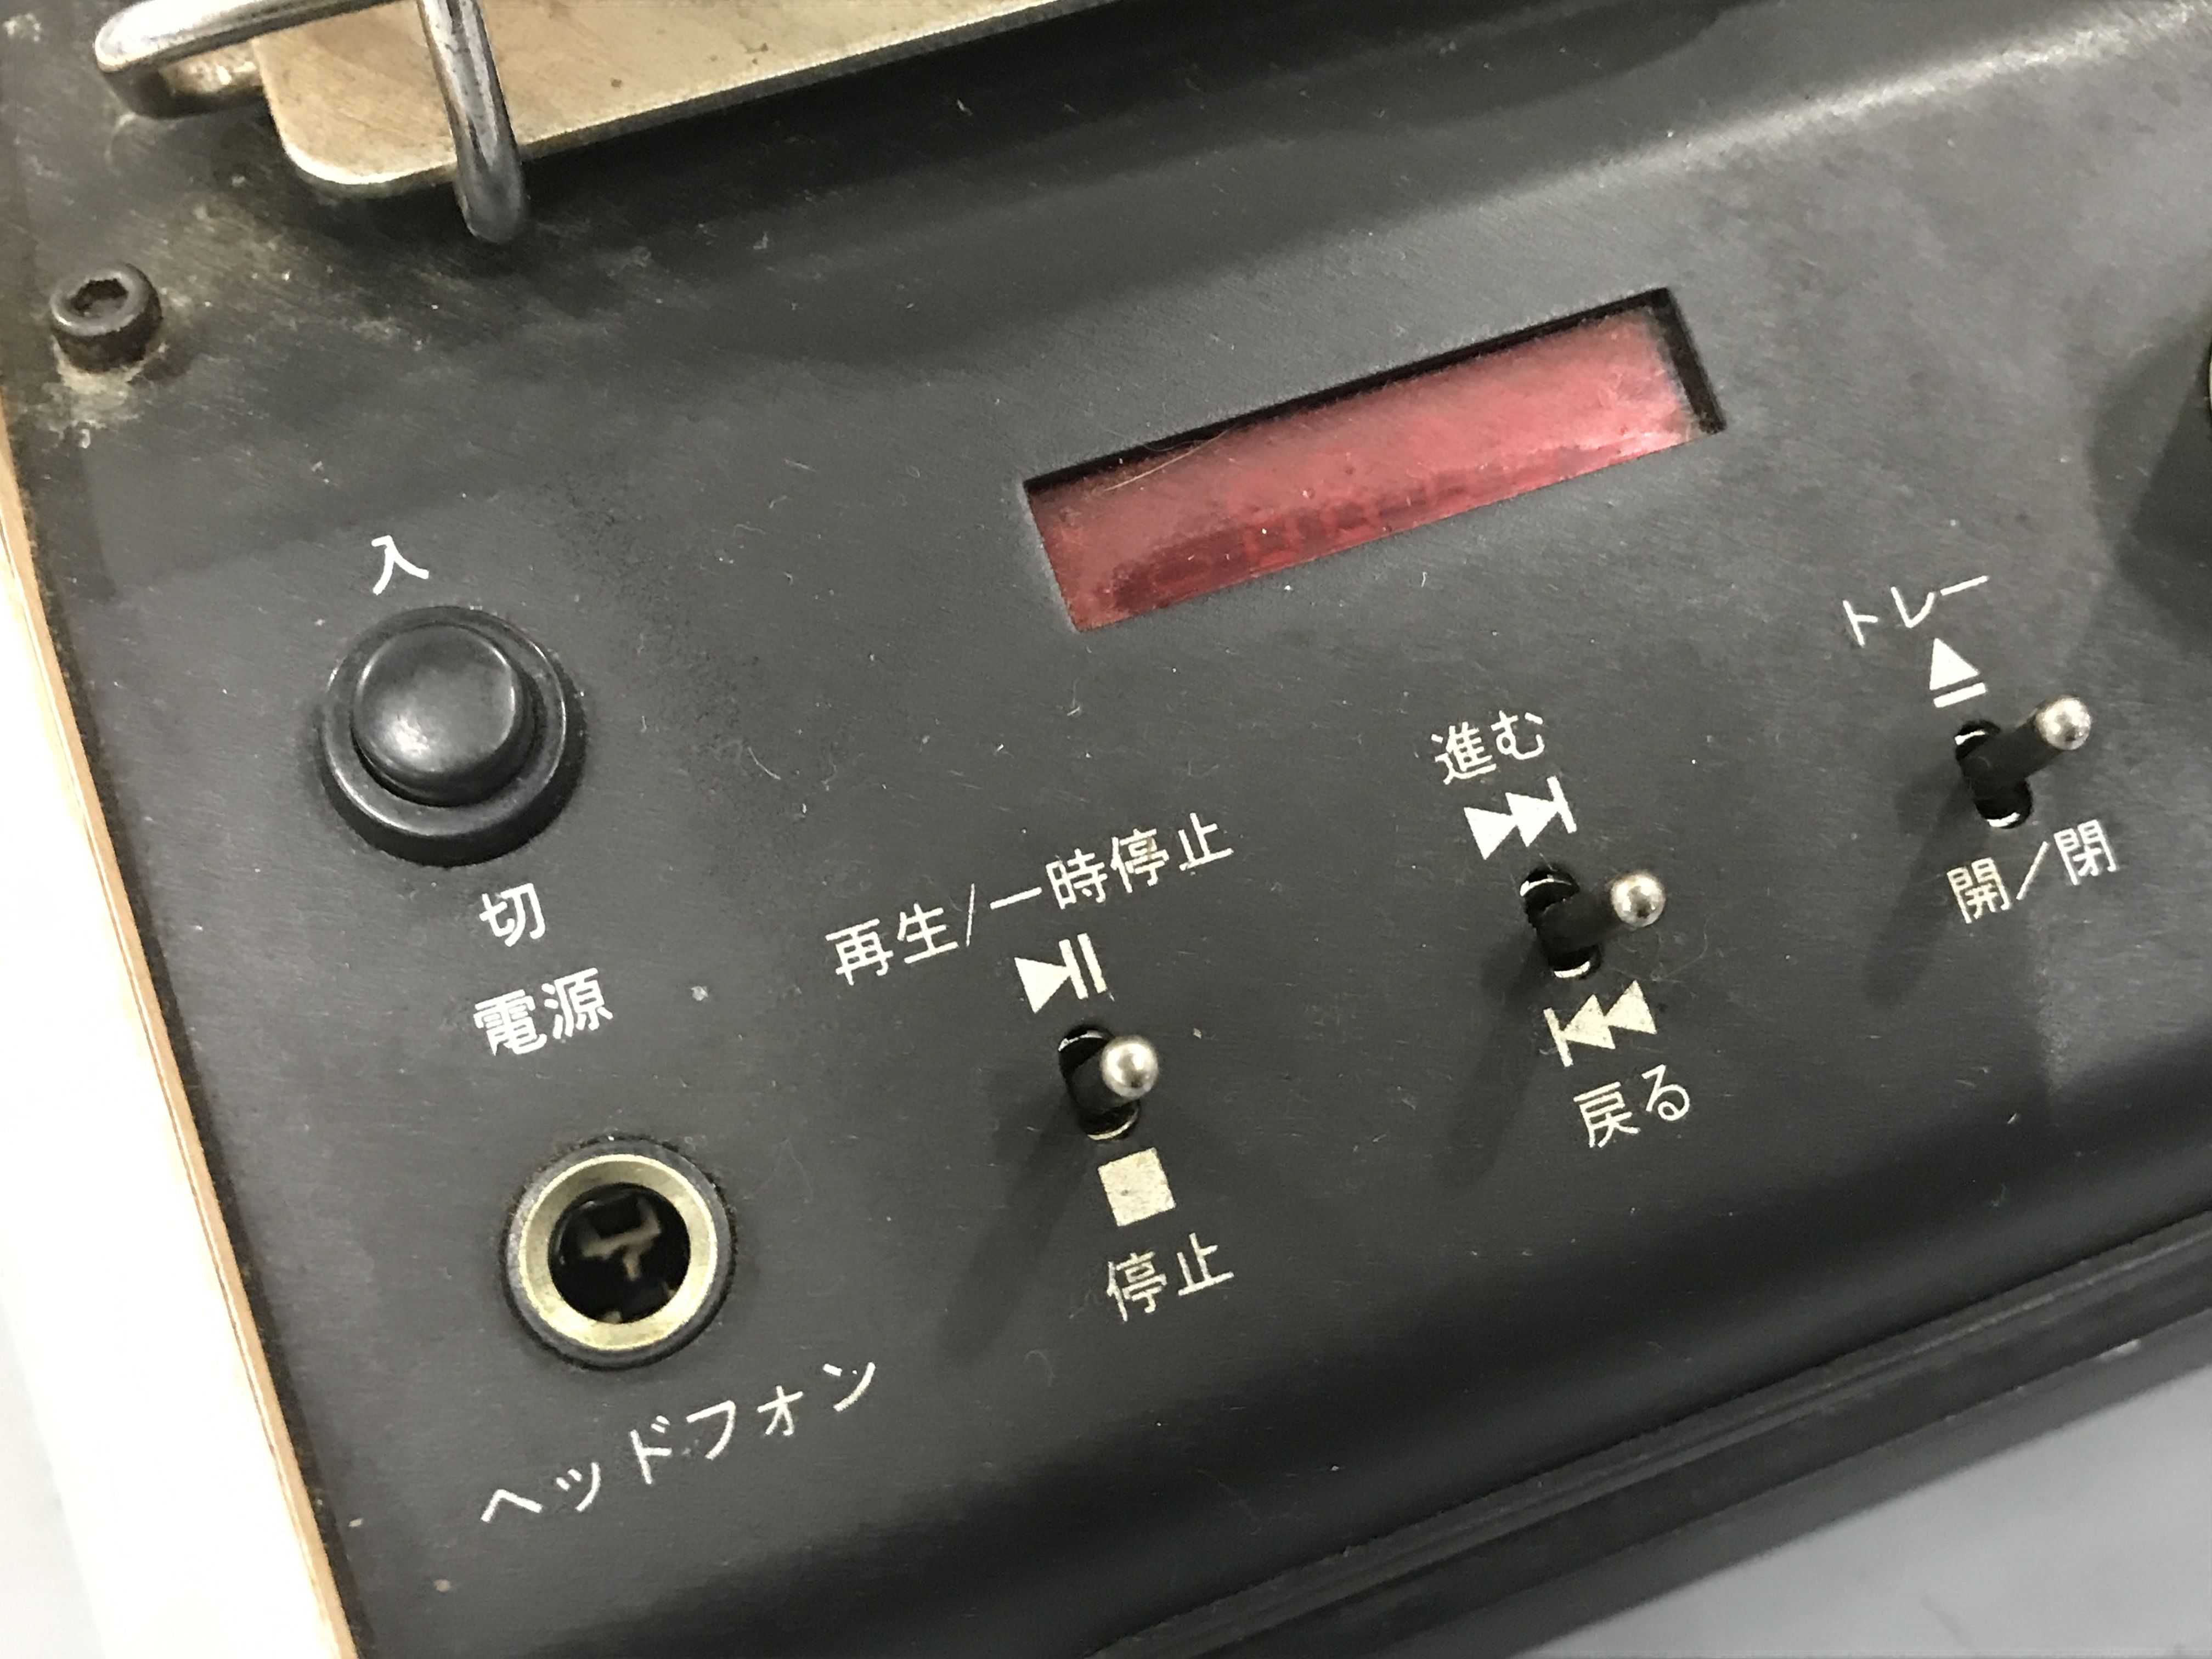 入
切
電源
ヘッドフォン
再生/一時停止
停止
進む
戻る
トレー
開/閉